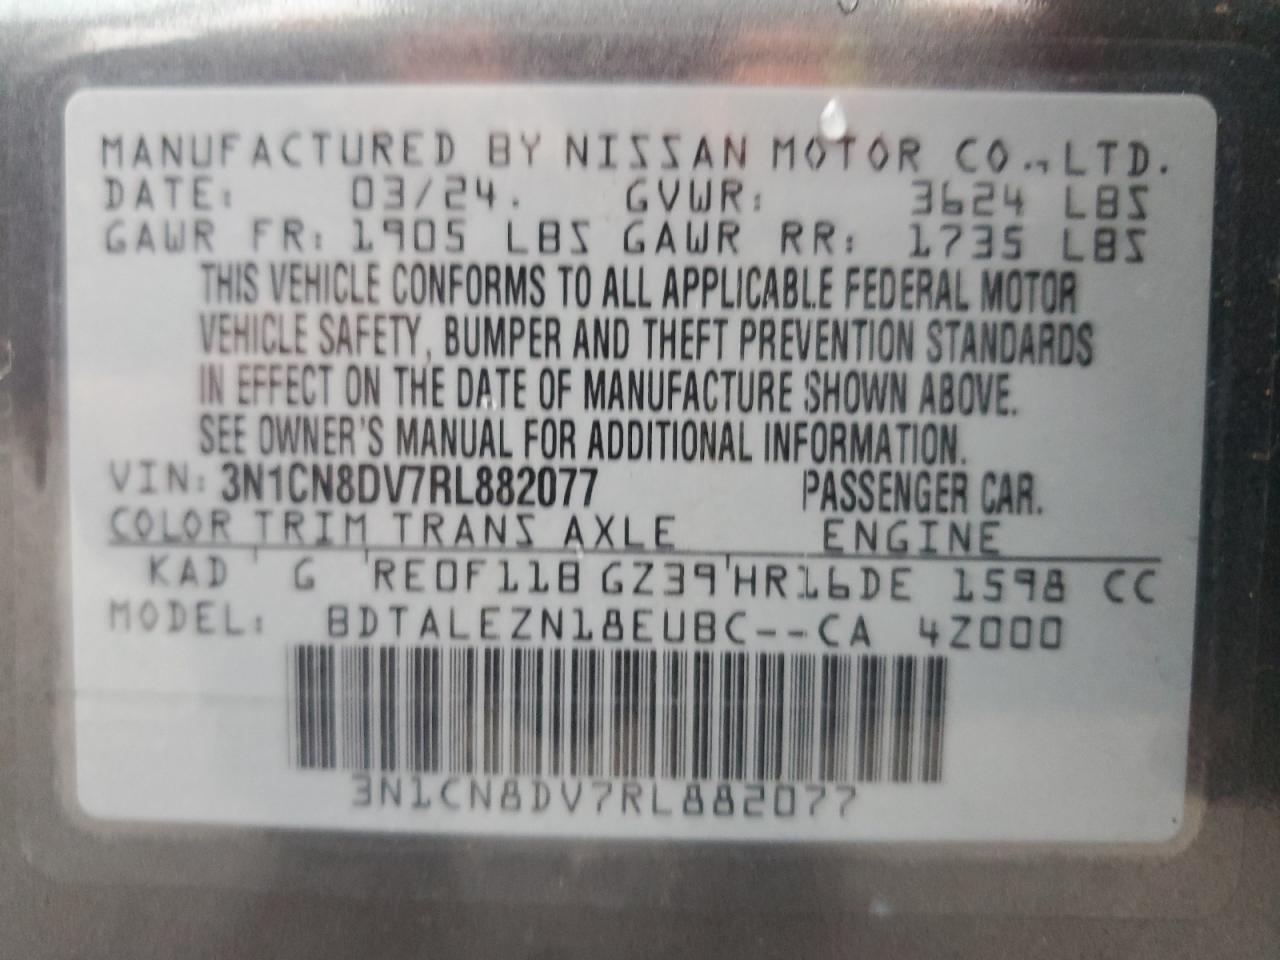 MANUFACTURED BY NISSAN MOTOR CO., LTD.
DATE: 03/24. GVWR: 3624 LBS
GAWR FR: 1905 LBS GAWR RR: 1735 LBS
THIS VEHICLE CONFORMS TO ALL APPLICABLE FEDERAL MOTOR
VEHICLE SAFETY, BUMPER AND THEFT PREVENTION STANDARDS
IN EFFECT ON THE DATE OF MANUFACTURE SHOWN ABOVE.
SEE OWNER'S MANUAL FOR ADDITIONAL INFORMATION.
VIN: 3N1CN8DV7RL882077 PASSENGER CAR.
COLOR TRIM TRANS AXLE ENGINE
KAD G RE0F11B GZ39 HR16DE 1598 CC
MODEL: BDTALEZN18EUBC--CA 4Z000
3N1CN8DV7RL882077